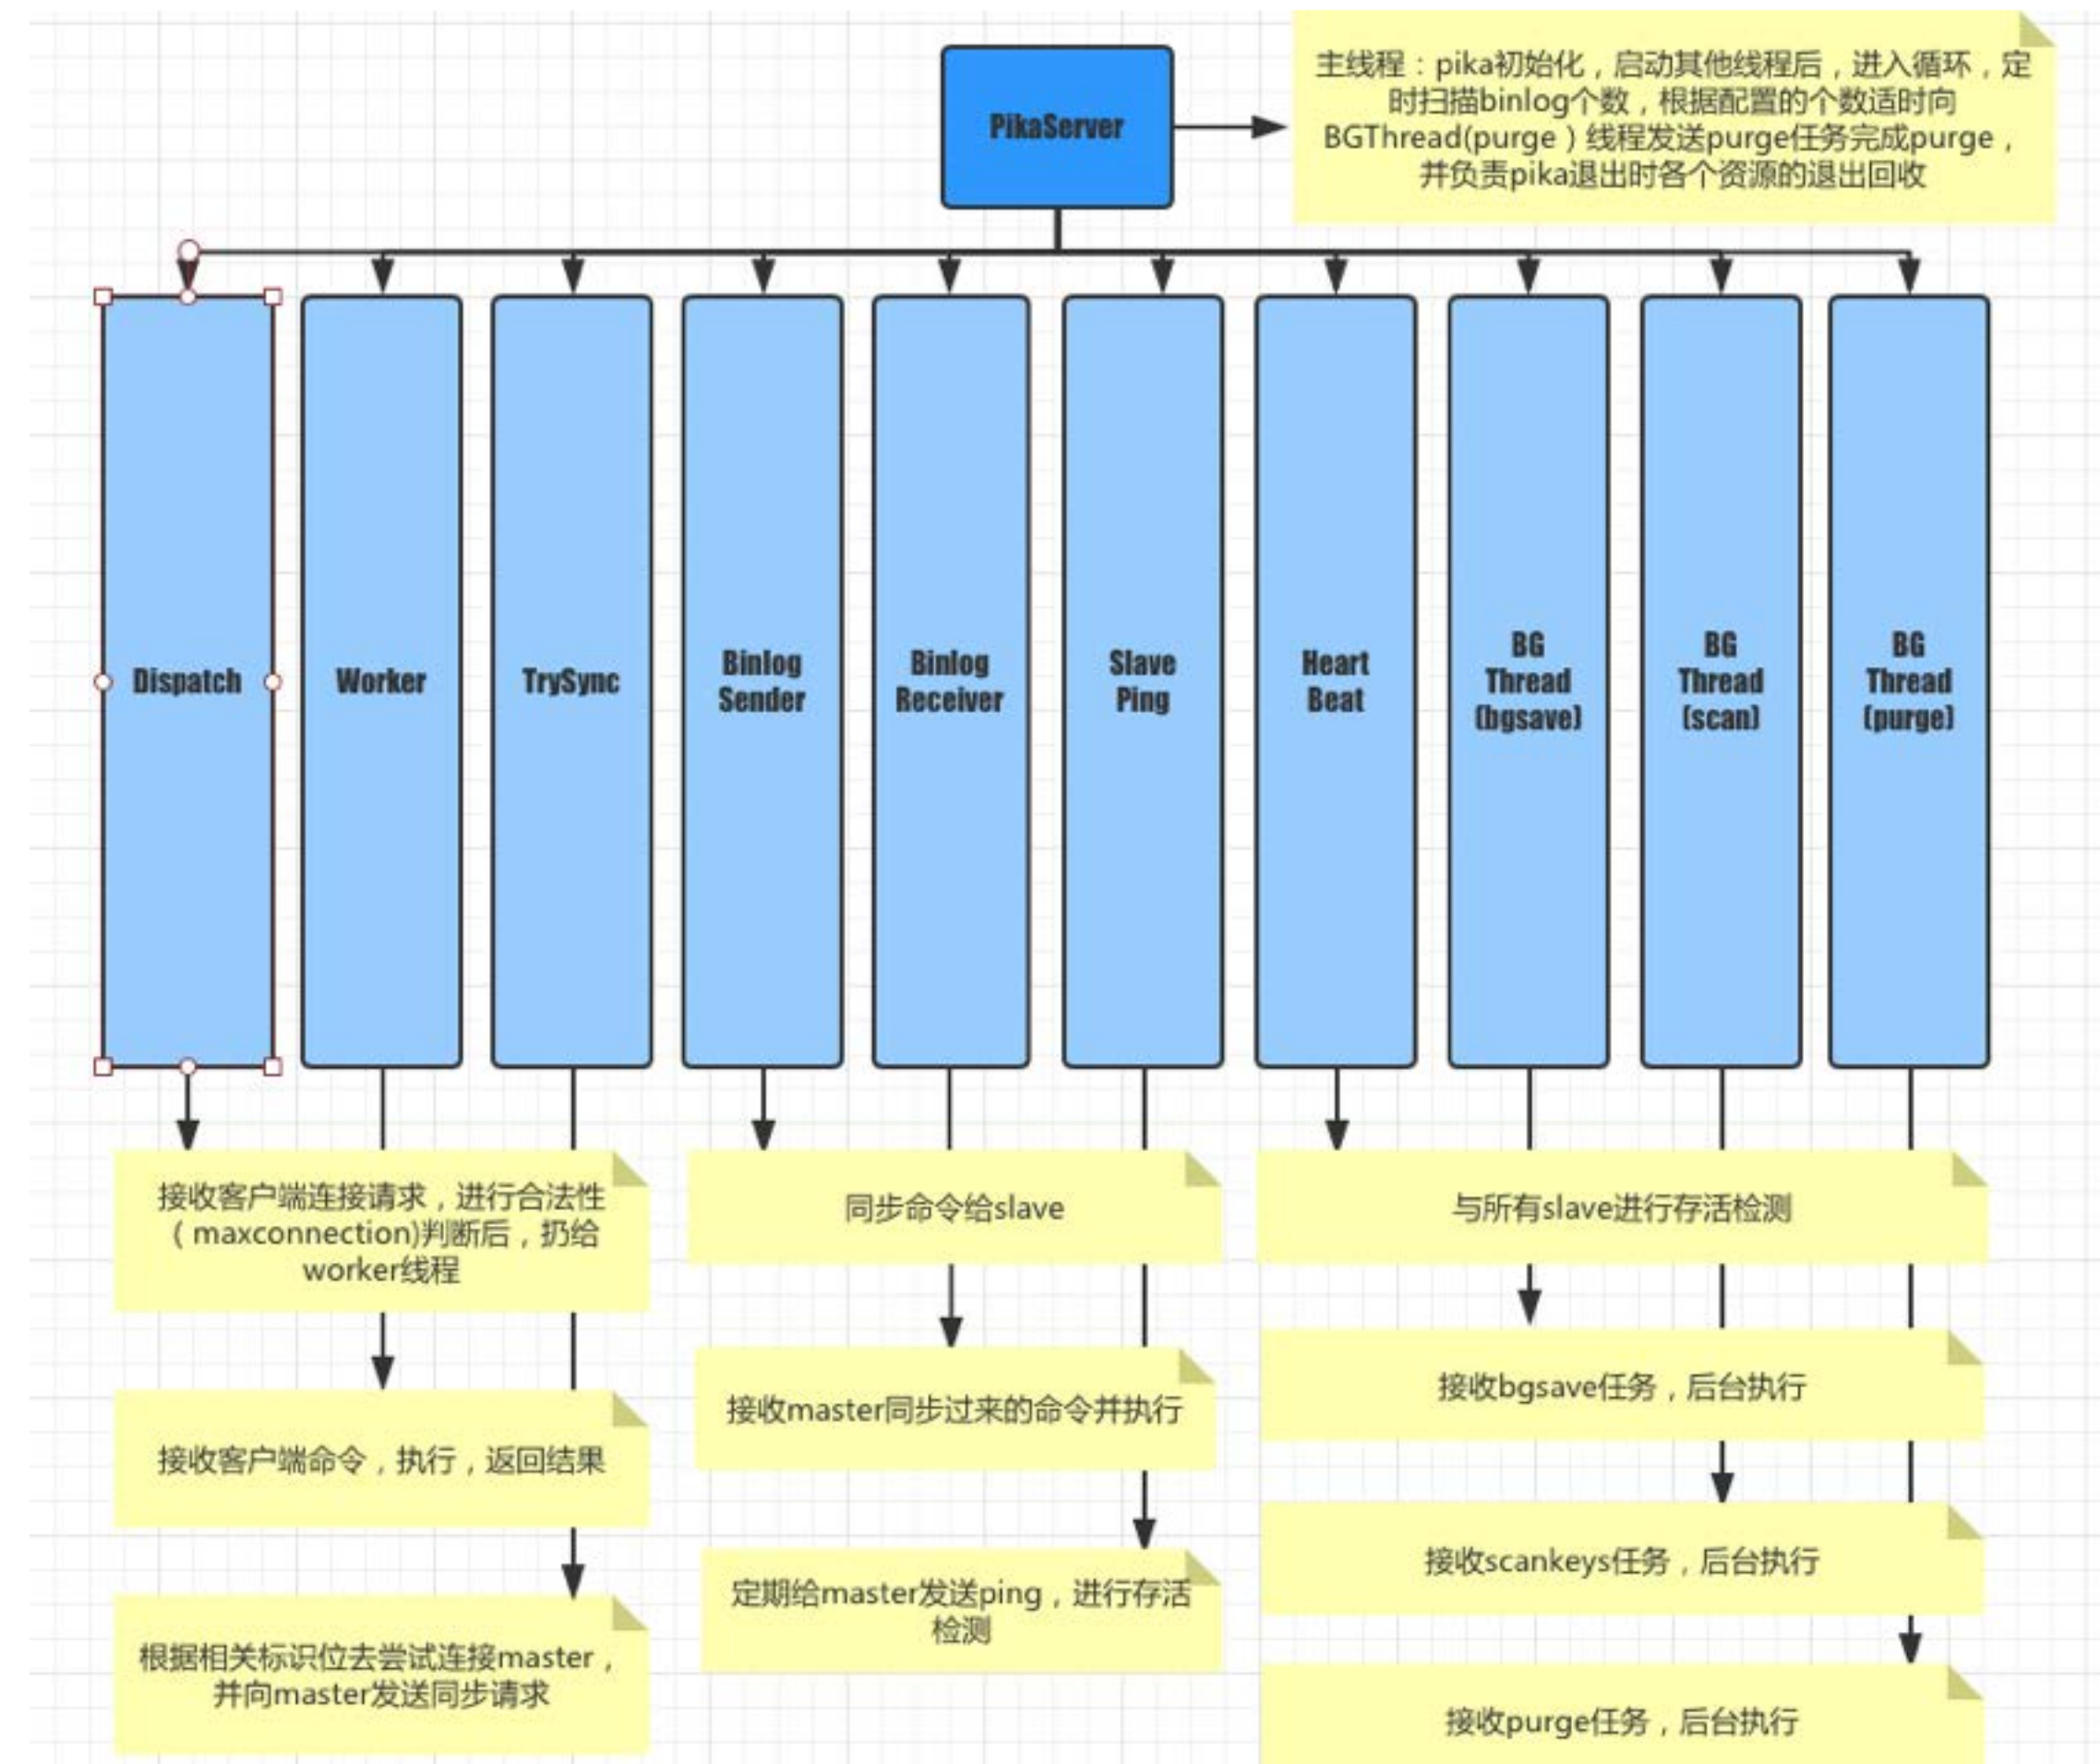 PikaServer
主线程：pika初始化，启动其他线程后，进入循环，定
时扫描binlog个数，根据配置的个数适时向
BGThread(purge ) 线程发送purge任务完成purge，
并负责pika退出时各个资源的退出回收
Dispatch
Worker
TrySync
Binlog
Sender
Binlog
Receiver
Slave
Ping
Heart
Beat
BG
Thread
(bgsave)
BG
Thread
(scan)
BG
Thread
(purge)
接收客户端连接请求，进行合法性
（ maxconnection)判断后，扔给
worker线程
接收客户端命令，执行，返回结果
根据相关标识位去尝试连接master，
并向master发送同步请求
同步命令给slave
接收master同步过来的命令并执行
定期给master发送ping，进行存活
检测
与所有slave进行存活检测
接收bgsave任务，后台执行
接收scankeys任务，后台执行
接收purge任务，后台执行